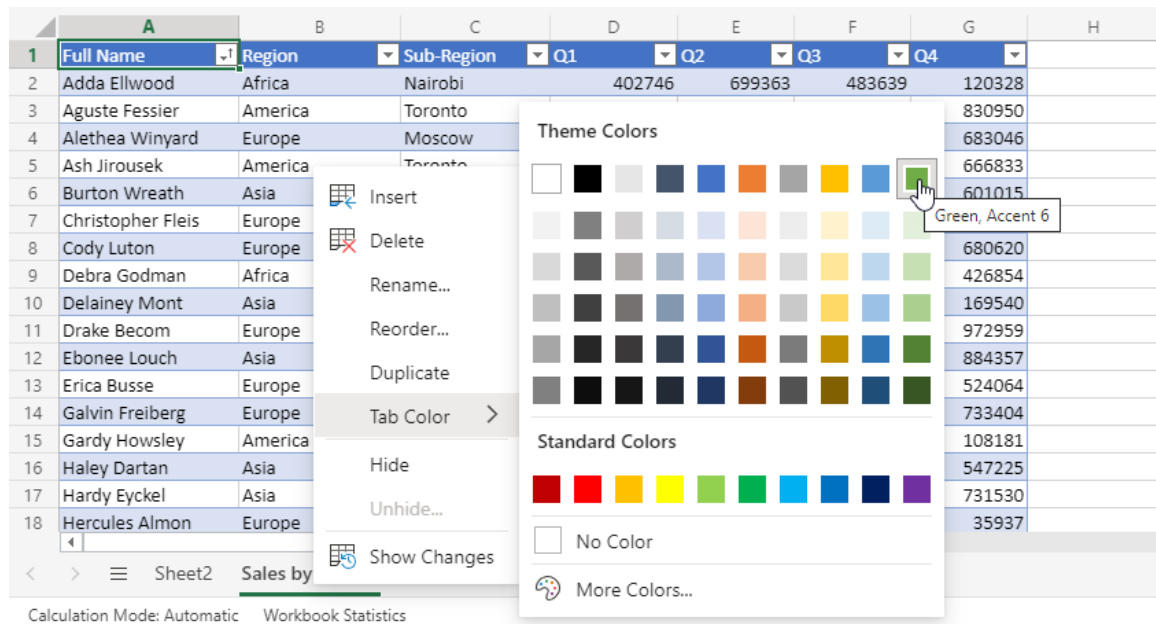 A B C D E F G H
1 Full Name Region Sub-Region Q1 Q2 Q3 Q4
2 Adda Ellwood Africa Nairobi 402746 699363 483639 120328
3 Aguste Fessier America Toronto 830950
4 Alethea Winyard Europe Moscow 683046
5 Ash Jirousek America Toronto 666833
6 Burton Wreath Asia 601015
7 Christopher Fleis Europe
8 Cody Luton Europe 680620
9 Debra Godman Africa 426854
10 Delainey Mont Asia 169540
11 Drake Becom Europe 972959
12 Ebonee Louch Asia 884357
13 Erica Busse Europe 524064
14 Galvin Freiberg Europe 733404
15 Gardy Howsley America 108181
16 Haley Dartan Asia 547225
17 Hardy Eyckel Asia 731530
18 Hercules Almon Europe 35937
Insert
Delete
Rename...
Reorder...
Duplicate
Tab Color
Hide
Unhide...
Show Changes
Theme Colors
Green, Accent 6
Standard Colors
No Color
More Colors...
Sheet2 Sales by
Calculation Mode: Automatic Workbook Statistics